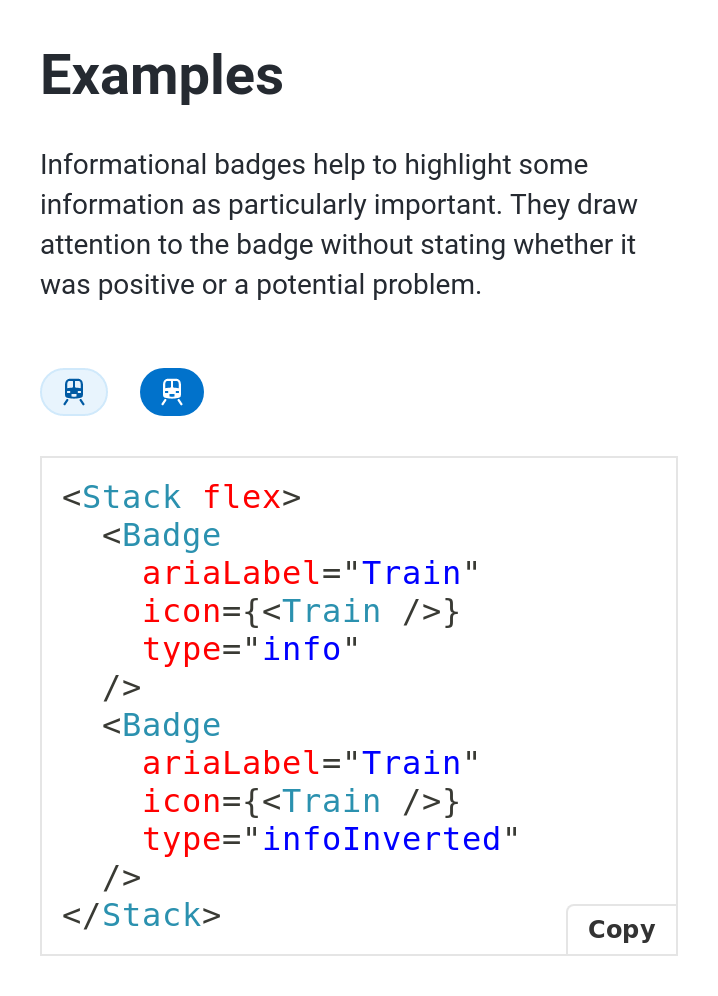 Examples
Informational badges help to highlight some
information as particularly important. They draw
attention to the badge without stating whether it
was positive or a potential problem.
<Stack flex>
  <Badge
    ariaLabel="Train"
    icon={<Train />}
    type="info"
  />
  <Badge
    ariaLabel="Train"
    icon={<Train />}
    type="infoInverted"
  />
</Stack>
Copy